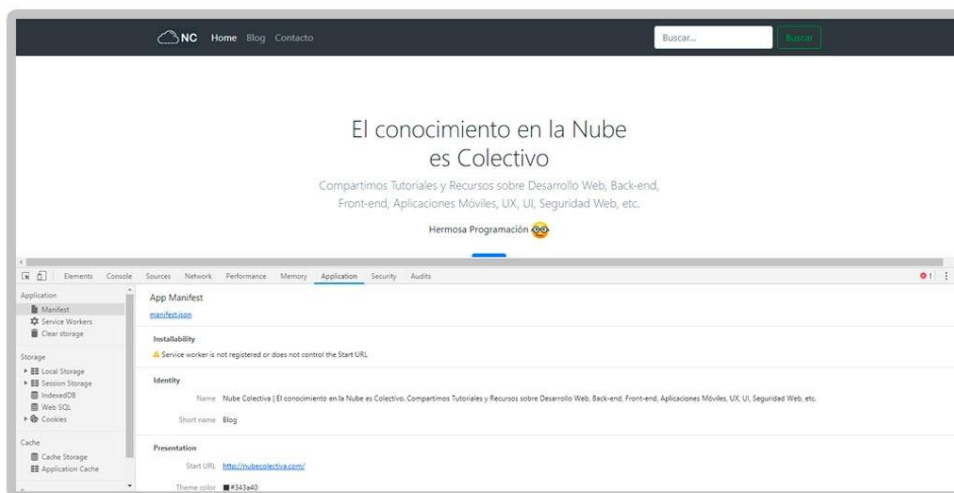 NC Home Blog Contacto Buscar... Buscar
El conocimiento en la Nube
es Colectivo
Compartimos Tutoriales y Recursos sobre Desarrollo Web, Back-end,
Front-end, Aplicaciones Móviles, UX, UI, Seguridad Web, etc.
Hermosa Programación
Elements Console Sources Network Performance Memory Application Security Audits 1
Application
Manifest
Service Workers
Clear storage
Storage
Local Storage
Session Storage
IndexedDB
Web SQL
Cookies
Cache
Cache Storage
Application Cache
App Manifest
manifest.json
Installability
Service worker is not registered or does not control the Start URL
Identity
Name Nube Colectiva | El conocimiento en la Nube es Colectivo. Compartimos Tutoriales y Recursos sobre Desarrollo Web, Back-end, Front-end, Aplicaciones Móviles, UX, UI, Seguridad Web, etc.
Short name Blog
Presentation
Start URL http://nubecolectiva.com/
Theme color #343a40